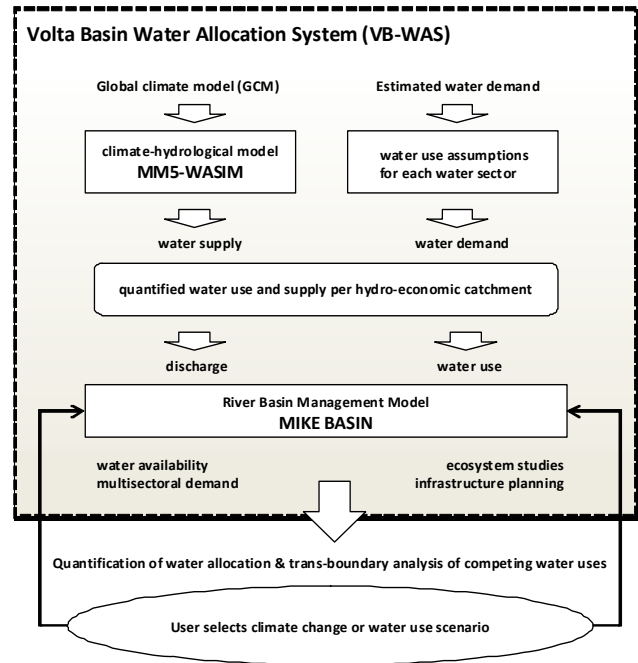 Volta Basin Water Allocation System (VB-WAS)
Global climate model (GCM)
Estimated water demand
climate-hydrological model
MM5-WASIM
water use assumptions
for each water sector
water supply
water demand
quantified water use and supply per hydro-economic catchment
discharge
water use
River Basin Management Model
MIKE BASIN
water availability
multisectoral demand
ecosystem studies
infrastructure planning
Quantification of water allocation & trans-boundary analysis of competing water uses
User selects climate change or water use scenario